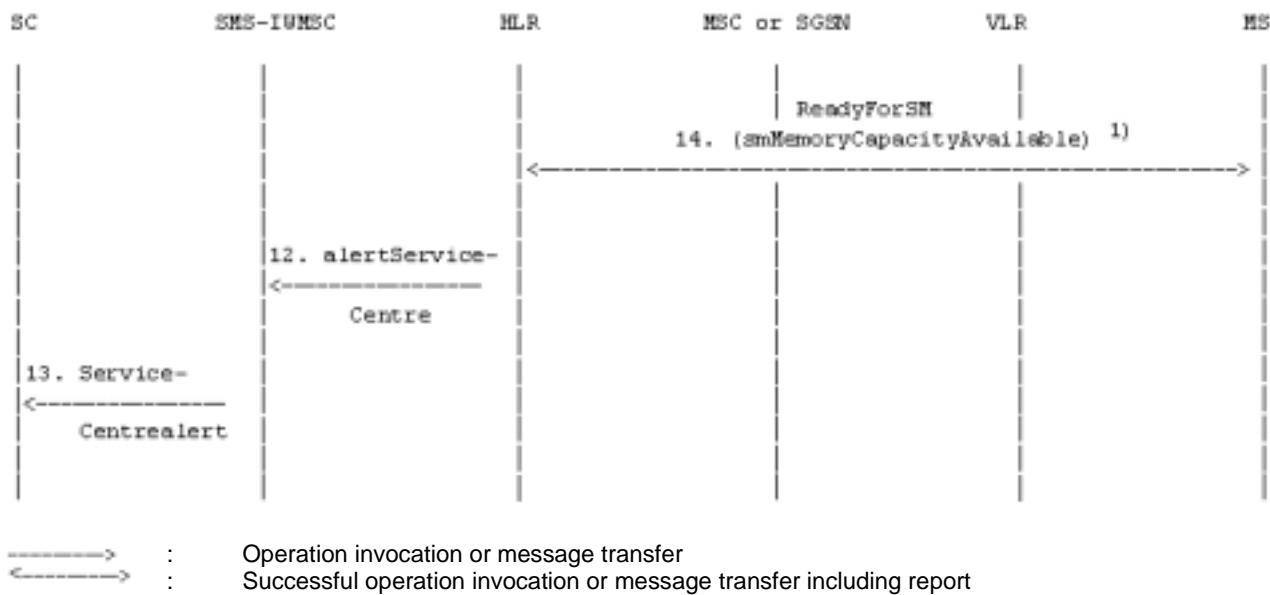 SC SMS-IWMSC HLR MSC or SGSN VLR MS
ReadyForSM
14. (smMemoryCapacityAvailable) 1)
12. alertService-
Centre
13. Service-
Centrealert
: Operation invocation or message transfer
: Successful operation invocation or message transfer including report